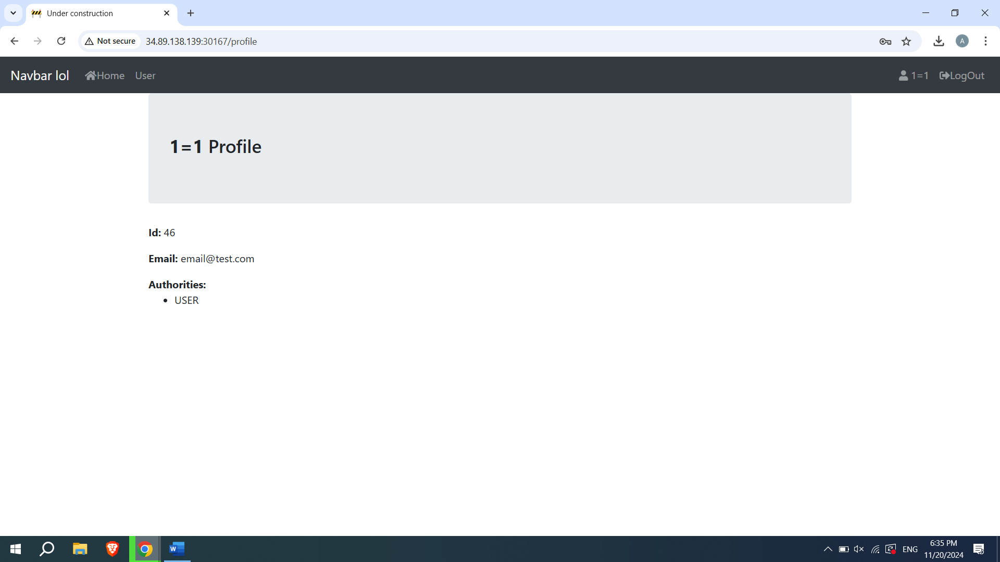 Under construction
Not secure 34.89.138.139:30167/profile A
Navbar lol Home User 1=1 LogOut
1=1 Profile
Id: 46
Email: email@test.com
Authorities:
• USER
W ENG 6:35 PM
11/20/2024